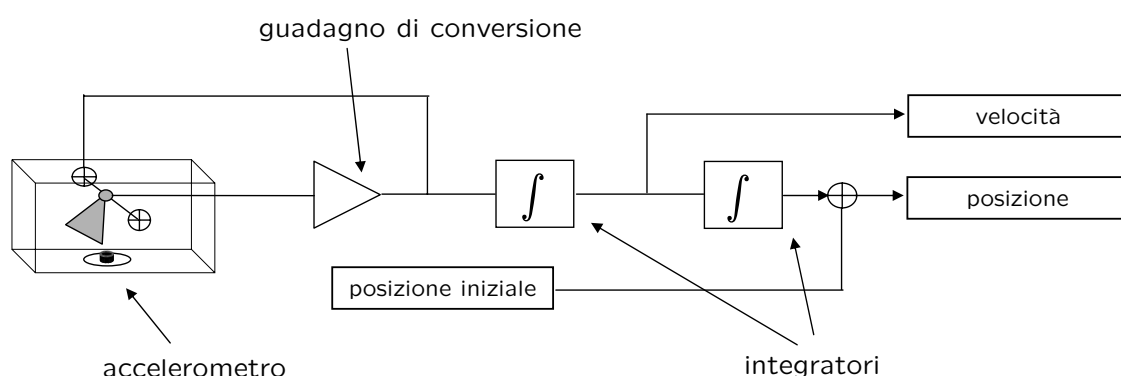 guadagno di conversione
velocità
∫
∫
posizione
posizione iniziale
accelerometro
integratori